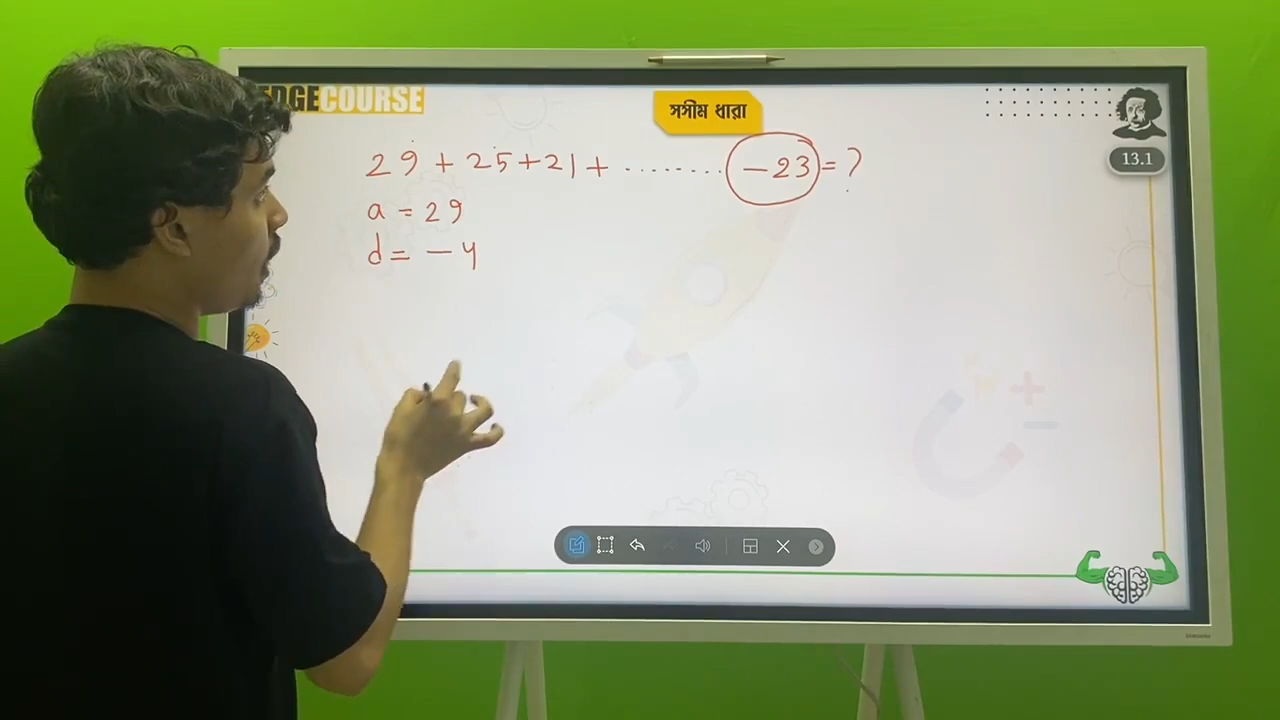 EDGECOURSE
সসীম ধারা
13.1
29 + 25 + 21 + ........ -23 = ?
a = 29
d = - 4